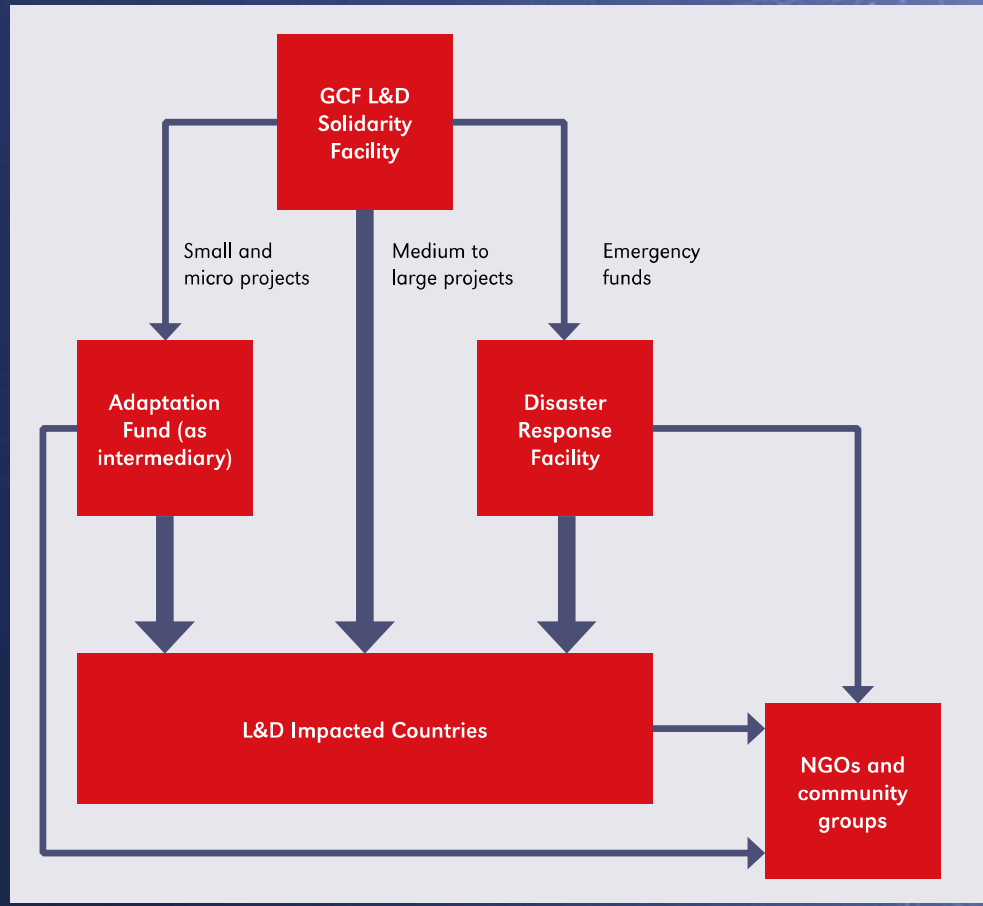 GCF L&D
Solidarity
Facility
Small and
micro projects
Medium to
large projects
Emergency
funds
Adaptation
Fund (as
intermediary)
Disaster
Response
Facility
L&D Impacted Countries
NGOs and
community
groups